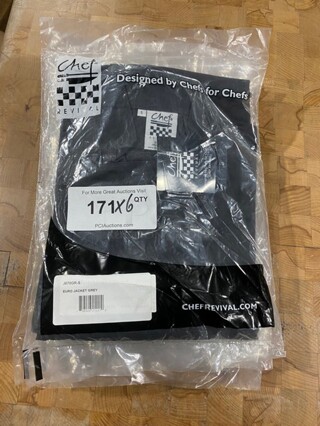 Chef
REVIVAL
Designed by Chefs for Chefs
Chef
Chef
For More Great Auctions Visit
171X6 QTY
PCIAuctions.com
EURO JACKET GREY
CHEFREVIVAL.COM